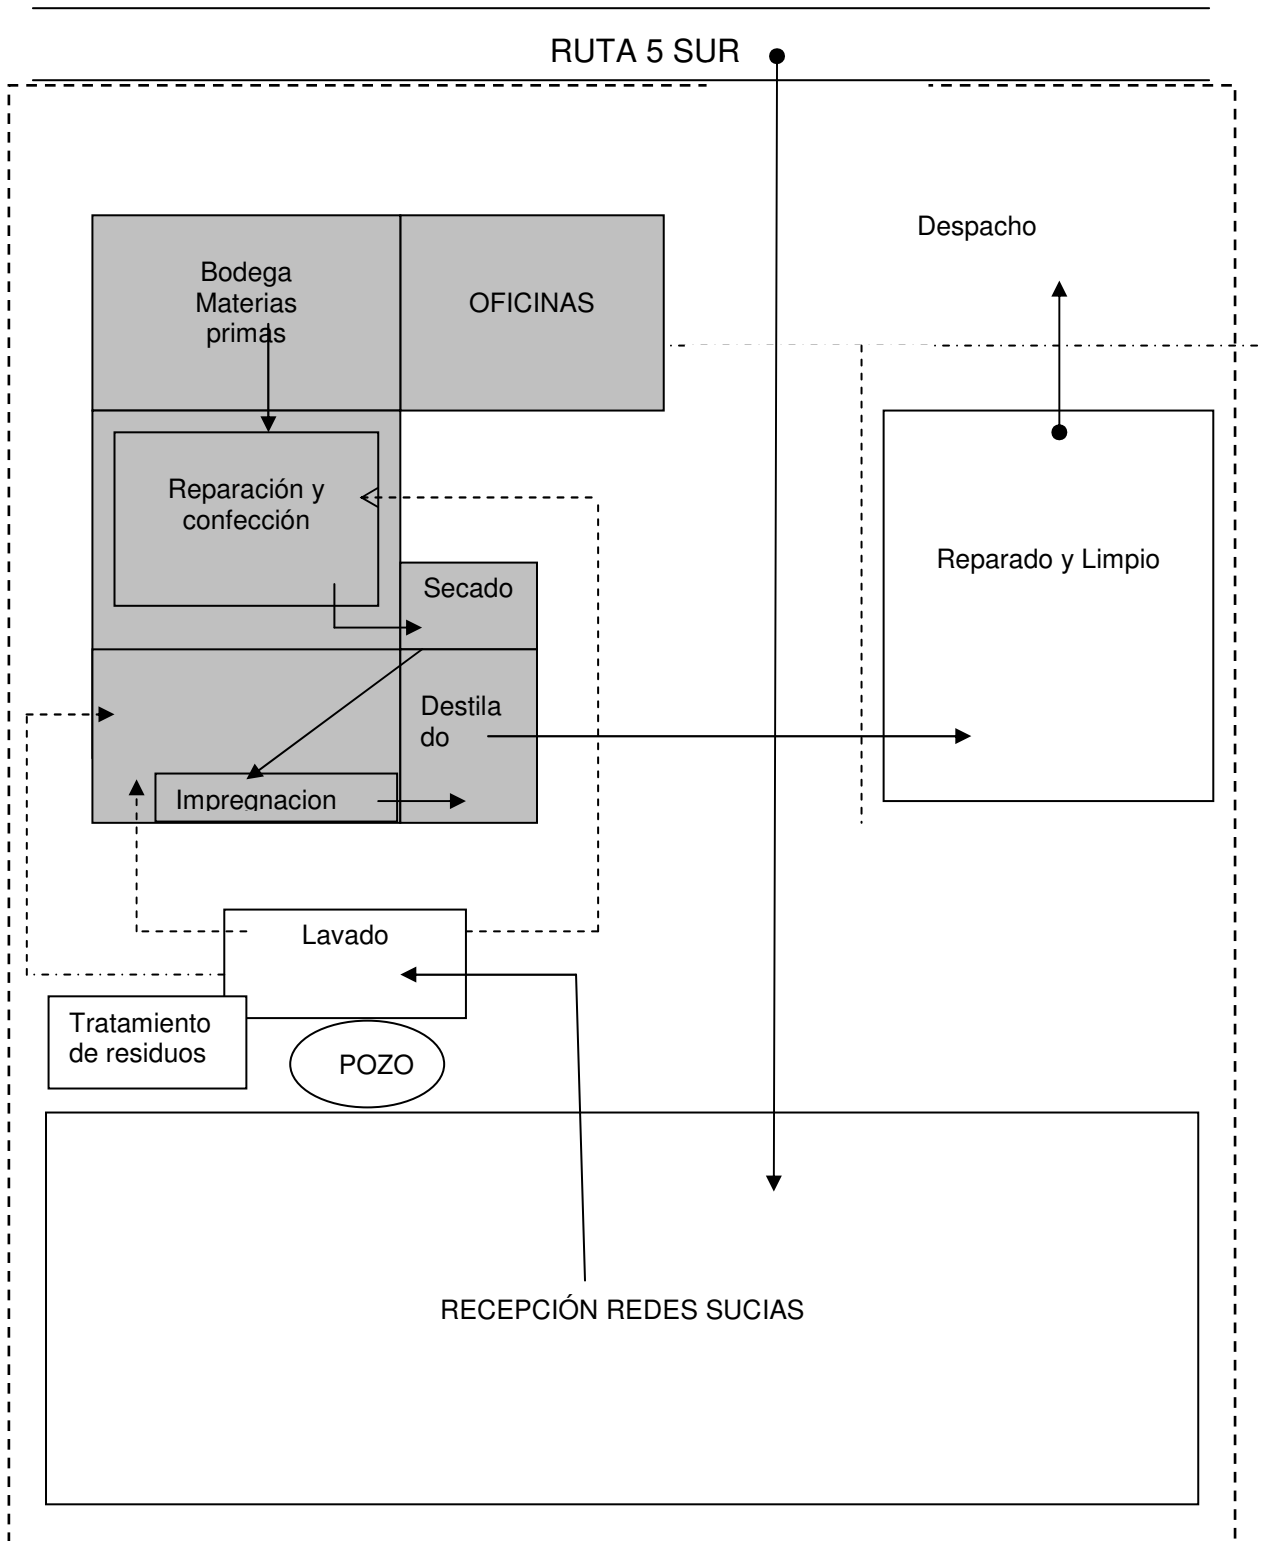 RUTA 5 SUR
Despacho
Bodega
Materias
primas
OFICINAS
Reparación y
confección
Reparado y Limpio
Secado
Destila
do
Impregnacion
Lavado
Tratamiento
de residuos
POZO
RECEPCIÓN REDES SUCIAS